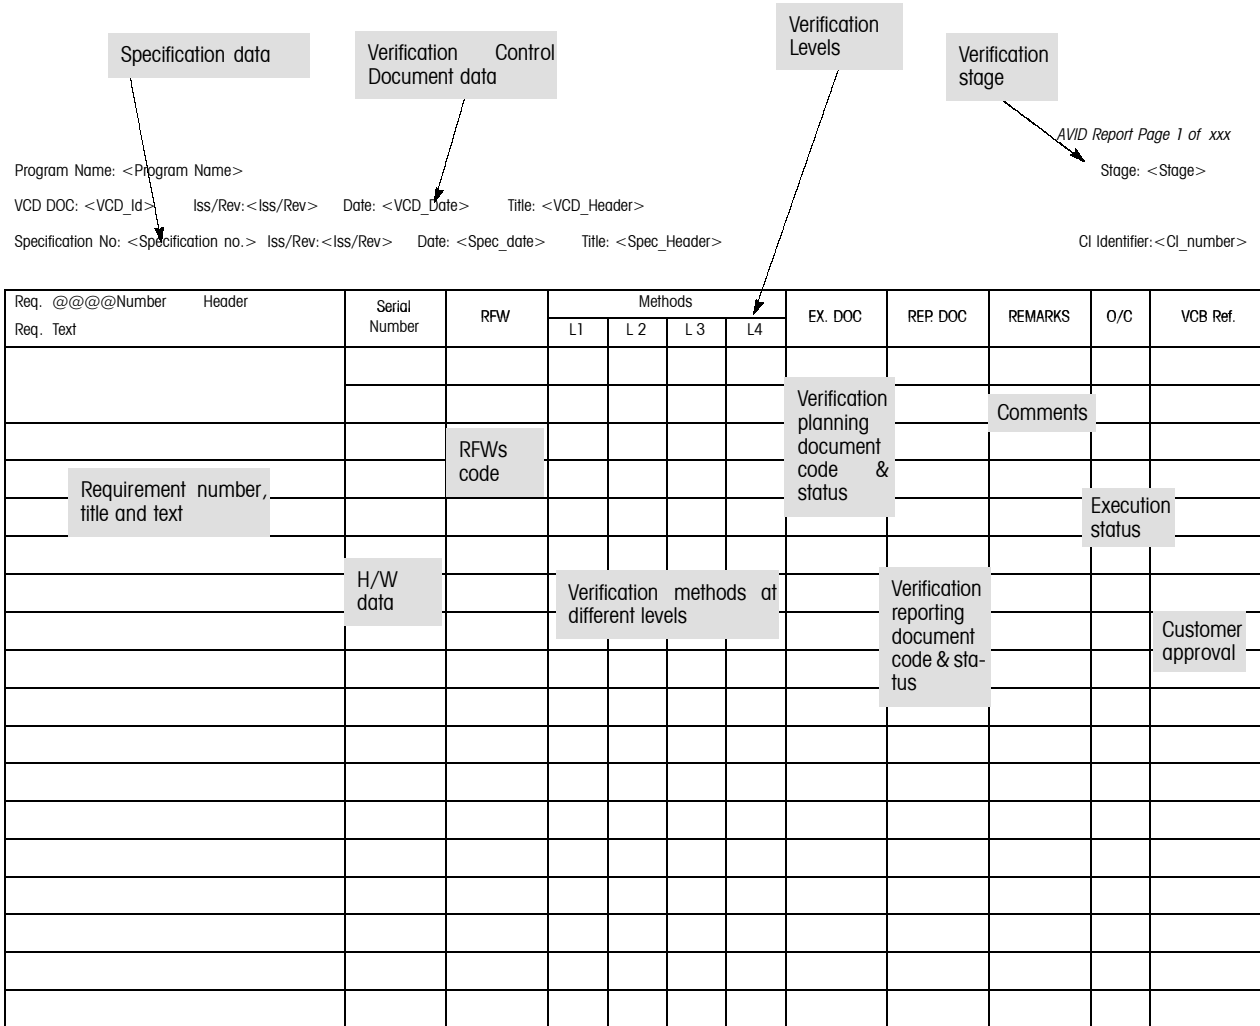 Specification data
Verification Control
Document data
Verification
Levels
Verification
stage
AVID Report Page 1 of xxx
Program Name: <Program Name>
Stage: <Stage>
VCD DOC: <VCD_Id> Iss/Rev:<Iss/Rev> Date: <VCD_Date> Title: <VCD_Header>
Specification No: <Specification no.> Iss/Rev:<Iss/Rev> Date: <Spec_date> Title: <Spec_Header> CI Identifier:<CI_number>
Req. @@@@Number Header
Req. Text
Serial
Number
RFW
Methods
L1 L 2 L 3 L4
EX. DOC
REP. DOC
REMARKS
O/C
VCB Ref.
Verification
planning
document
code &
status
Comments
RFWs
code
Requirement number,
title and text
Execution
status
H/W
data
Verification methods at
different levels
Verification
reporting
document
code & sta-
tus
Customer
approval